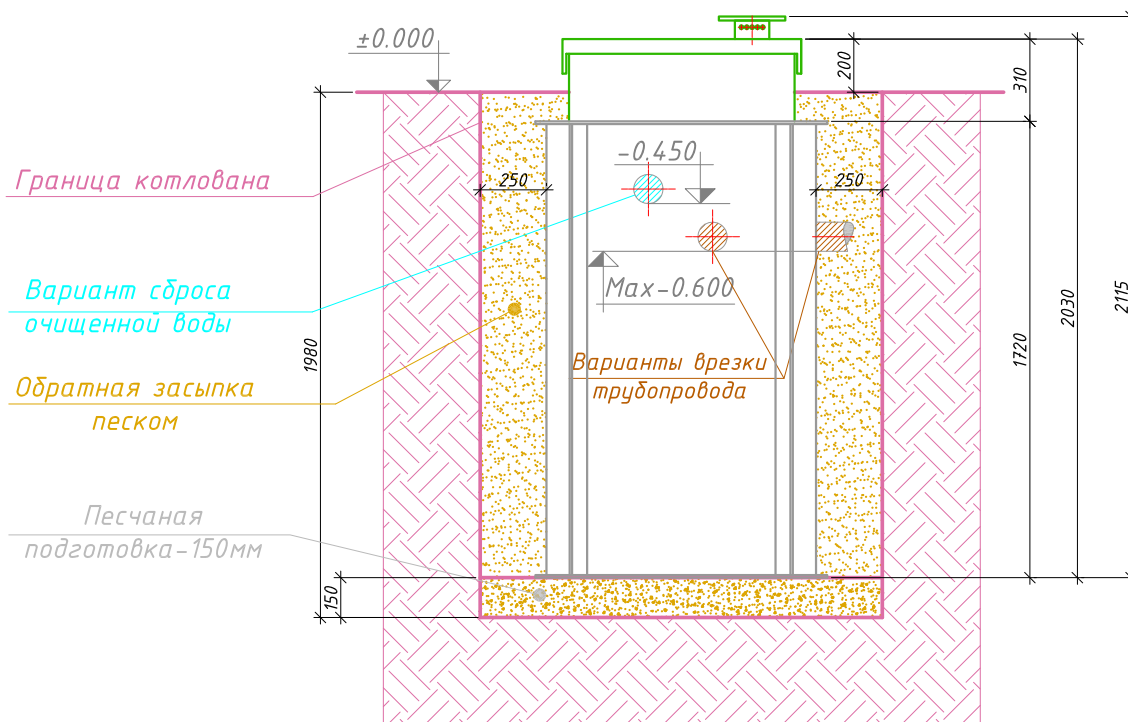 ±0.000
200
310
-0.450
Граница котлована
250
250
Max-0.600
Вариант сброса
очищенной воды
2115
2030
1720
1980
Варианты врезки
трубопровода
Обратная засыпка
песком
Песчаная
подготовка-150мм
150